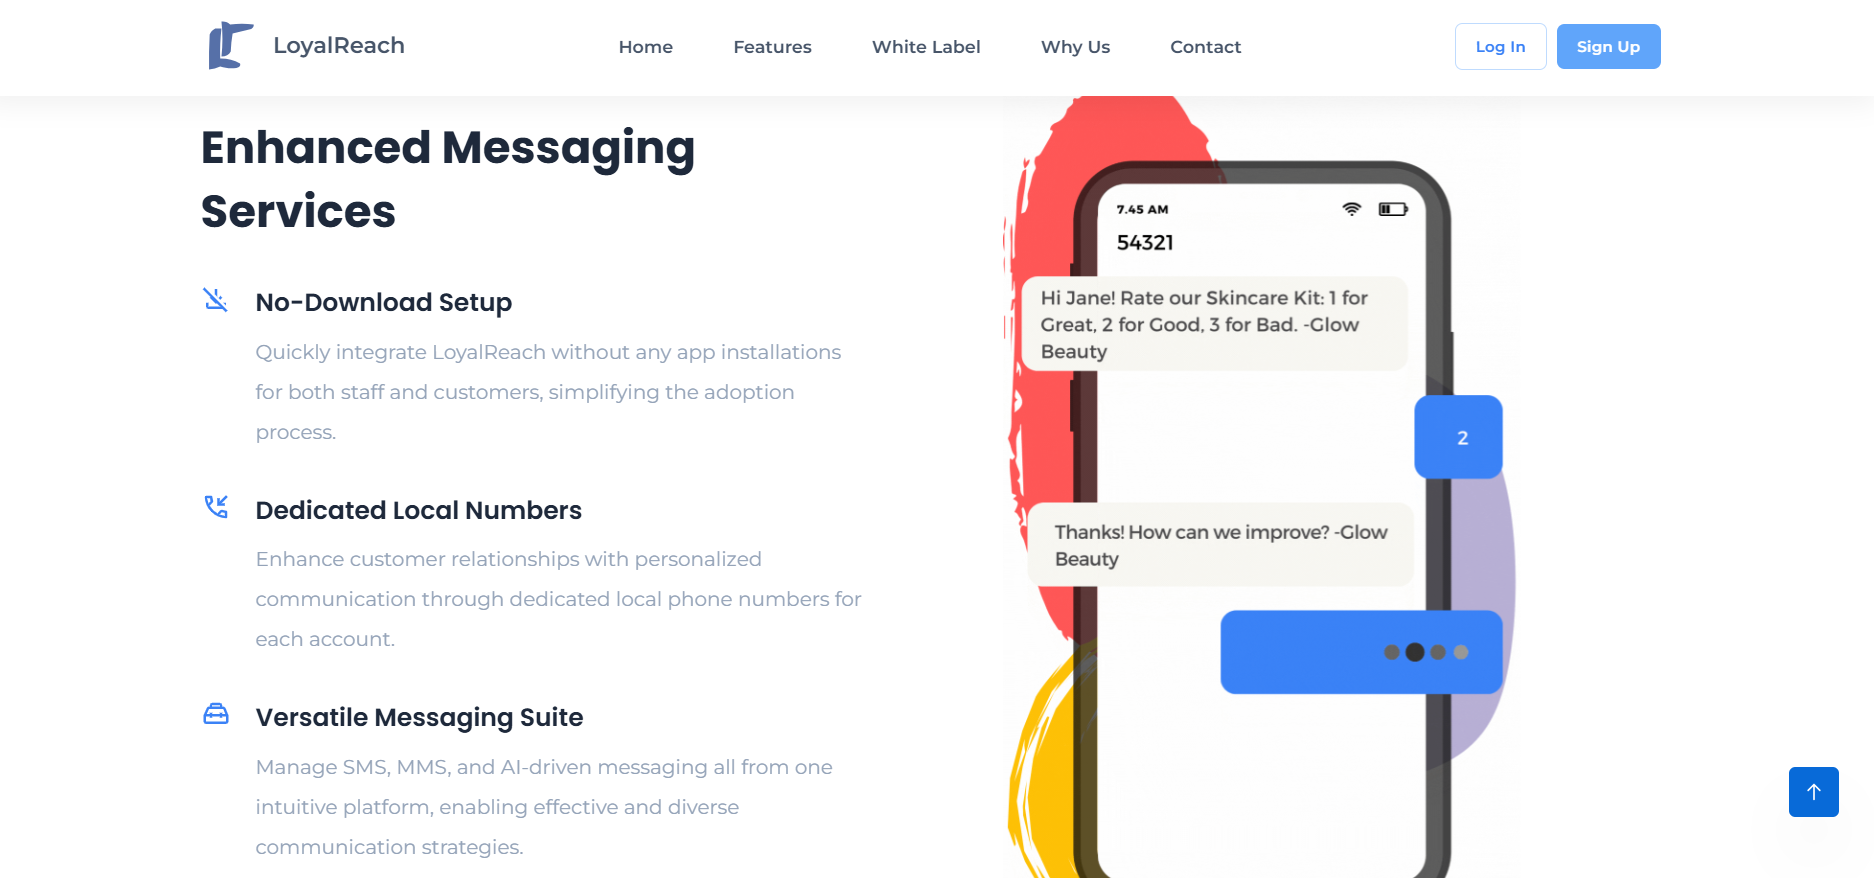 LoyalReach
Home
Features
White Label
Why Us
Contact
Log In
Sign Up
Enhanced Messaging
Services
No-Download Setup
Quickly integrate LoyalReach without any app installations
for both staff and customers, simplifying the adoption
process.
Dedicated Local Numbers
Enhance customer relationships with personalized
communication through dedicated local phone numbers for
each account.
Versatile Messaging Suite
Manage SMS, MMS, and AI-driven messaging all from one
intuitive platform, enabling effective and diverse
communication strategies.
7.45 AM
54321
Hi Jane! Rate our Skincare Kit: 1 for
Great, 2 for Good, 3 for Bad. -Glow
Beauty
2
Thanks! How can we improve? -Glow
Beauty